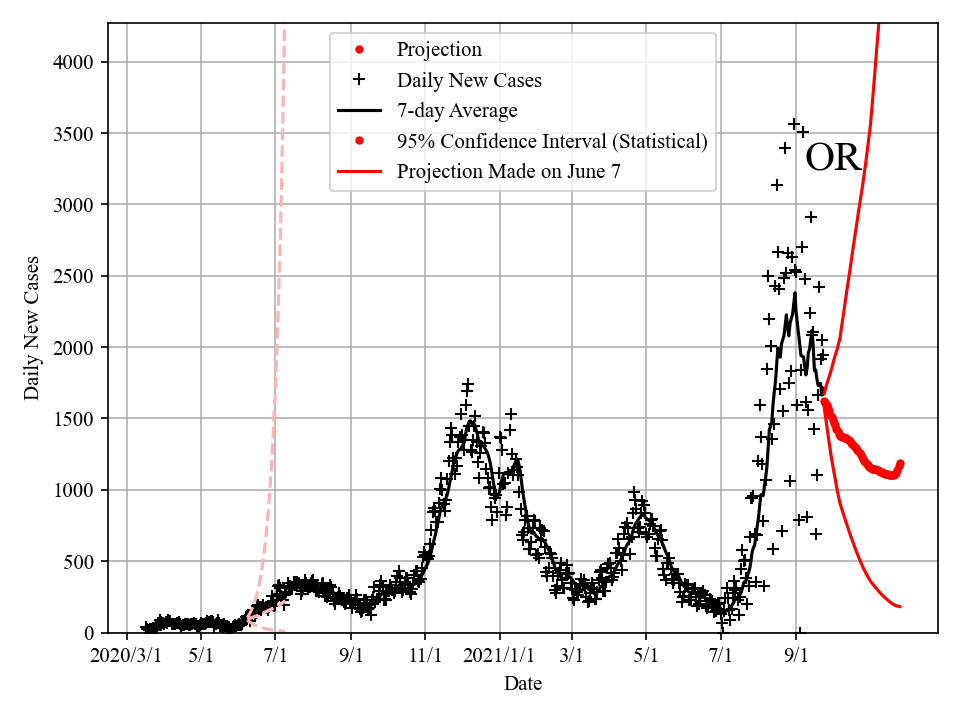 Projection
Daily New Cases
7-day Average
95% Confidence Interval (Statistical)
Projection Made on June 7
OR
4000
3500
3000
2500
2000
1500
1000
500
0
Daily New Cases
2020/3/1 5/1 7/1 9/1 11/1 2021/1/1 3/1 5/1 7/1 9/1
Date